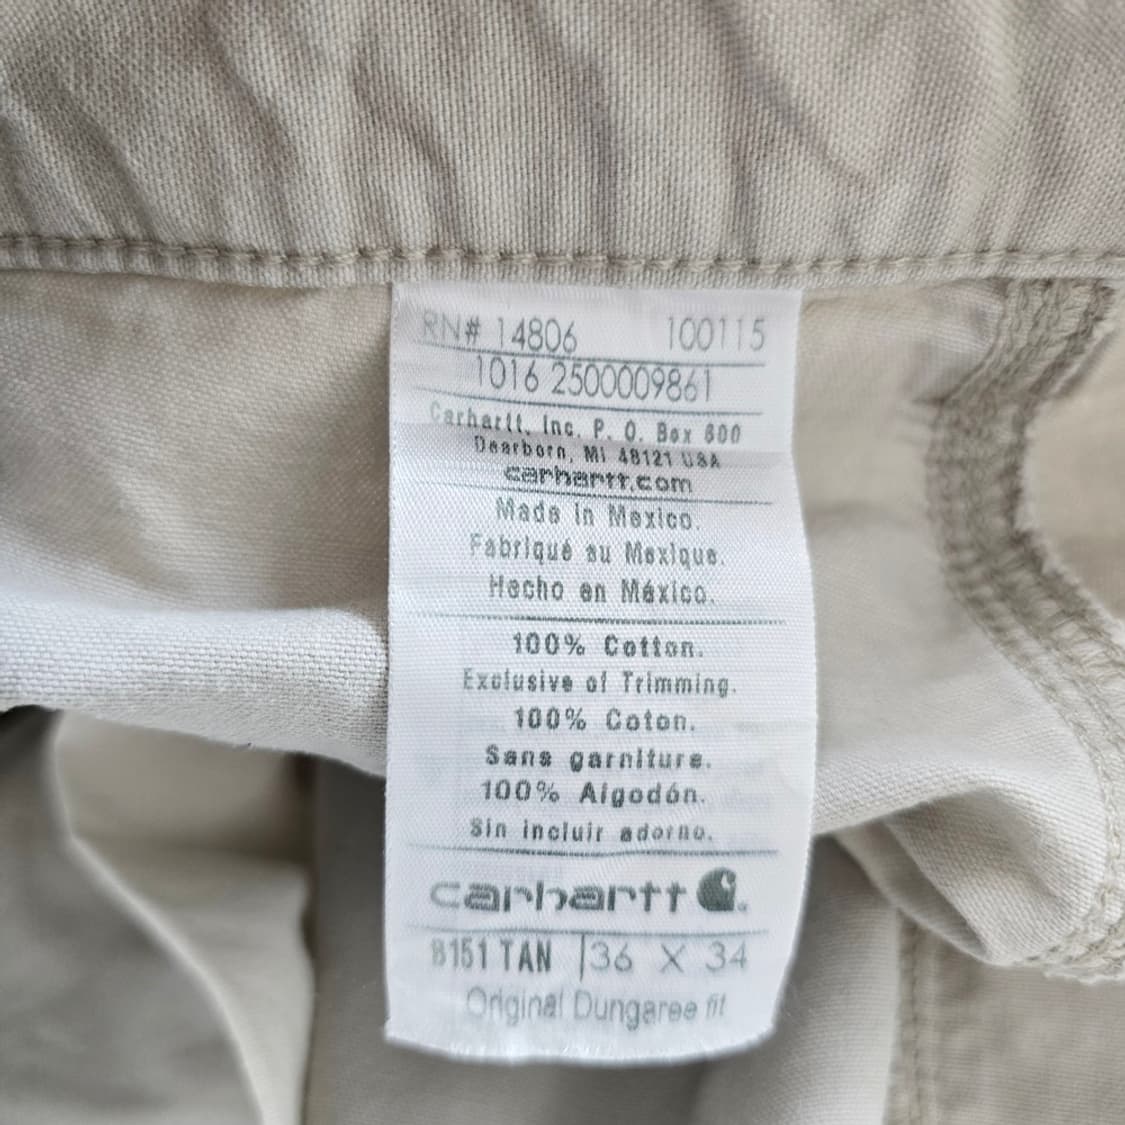 RN# 14806 100115
1016 2500009861
Carhartt, Inc. P. O. Box 600
Dearborn, MI 48121 USA
carhartt.com
Made in Mexico.
Fabriqué au Mexique.
Hecho en México.
100% Cotton.
Exclusive of Trimming.
100% Coton.
Sans garniture.
100% Algodón.
Sin incluir adorno.
carhartt
B151 TAN | 36 X 34
Original Dungaree fit